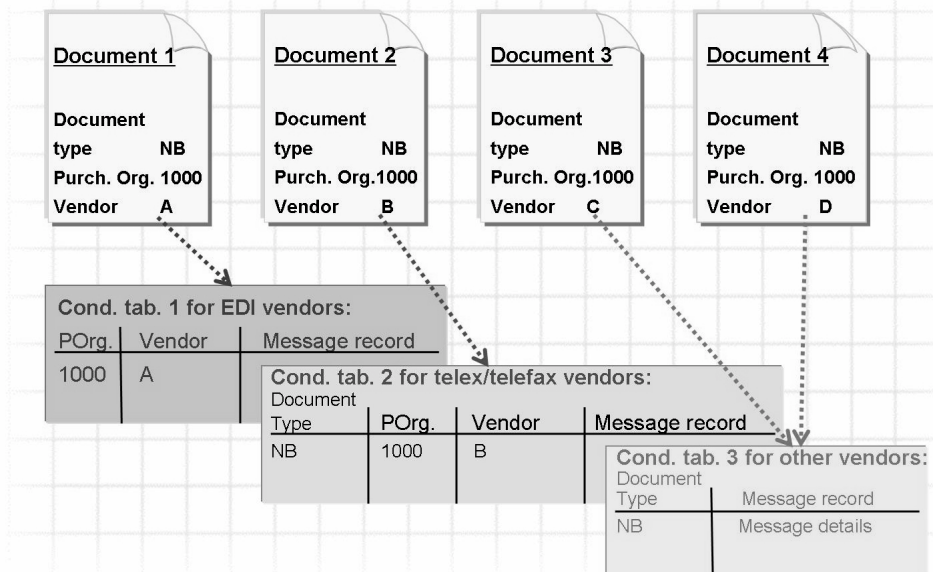 Document 1
Document
type NB
Purch. Org. 1000
Vendor A
Document 2
Document
type NB
Purch. Org.1000
Vendor B
Document 3
Document
type NB
Purch. Org.1000
Vendor C
Document 4
Document
type NB
Purch. Org. 1000
Vendor D
Cond. tab. 1 for EDI vendors:
POrg. Vendor Message record
1000 A
Cond. tab. 2 for telex/telefax vendors:
Document
Type POrg. Vendor Message record
NB 1000 B
Cond. tab. 3 for other vendors:
Document
Type Message record
NB Message details